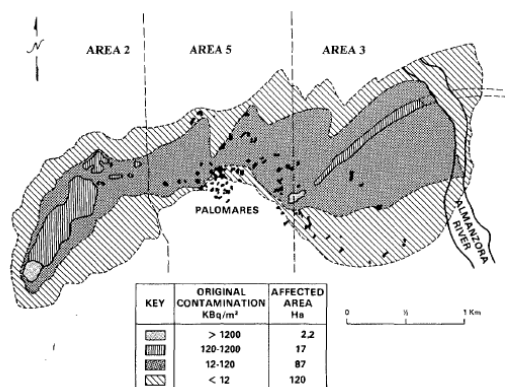 N
AREA 2 AREA 5 AREA 3
PALOMARES
ALMANZORA
RIVER
KEY ORIGINAL CONTAMINATION KBq/m² AFFECTED AREA Ha
> 1200 2,2
120-1200 17
12-120 87
< 12 120
0 ½ 1 Km